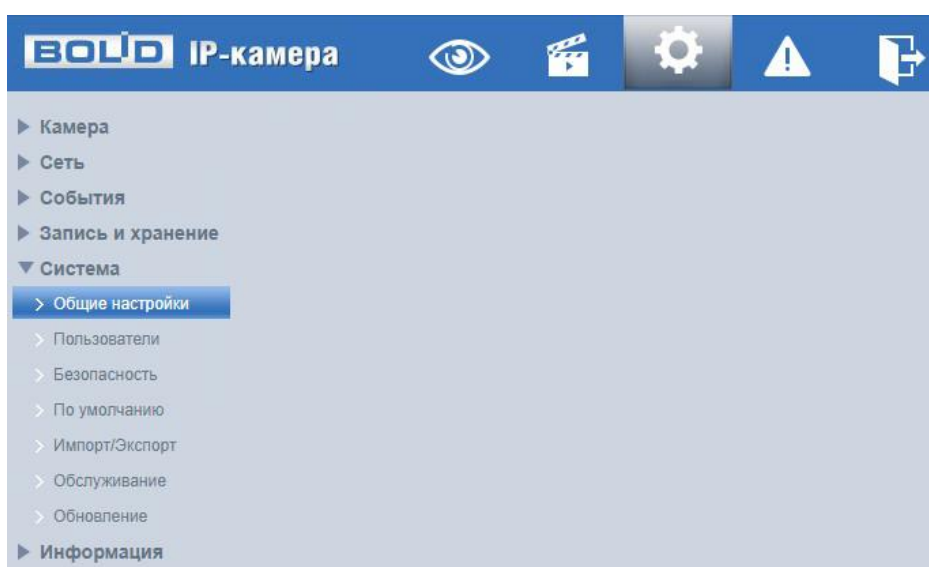 BOLID IP-камера
Камера
Сеть
События
Запись и хранение
Система
Общие настройки
Пользователи
Безопасность
По умолчанию
Импорт/Экспорт
Обслуживание
Обновление
Информация